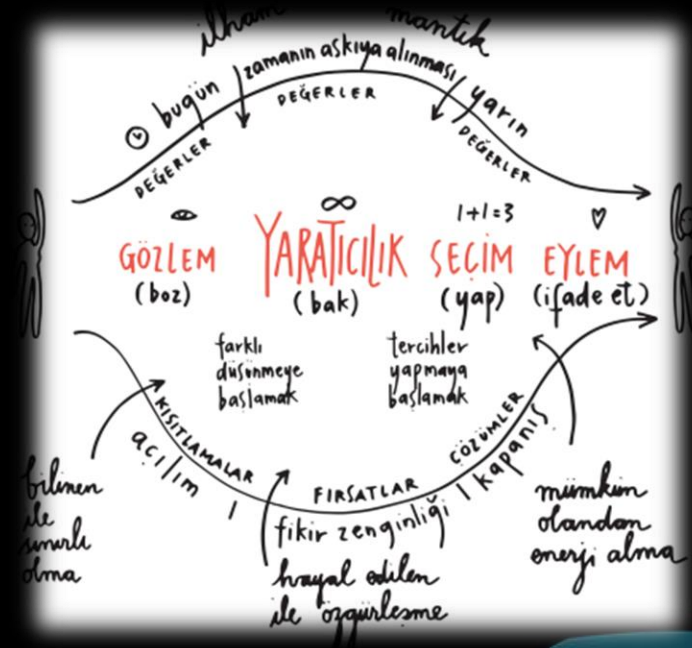 ilham
mantık
bugün
zamanın askıya alınması
yarın
DEĞERLER
DEĞERLER
DEĞERLER
∞
1+1=3
GÖZLEM
YARATICILIK
SEÇİM
EYLEM
(boz)
(bak)
(yap)
(ifade et)
farklı
düşünmeye
başlamak
tercihler
yapmaya
başlamak
KISITLAMALAR
FIRSATLAR
ÇÖZÜMLER
açılım
fikir zenginliği
kapanış
bilinen
ile
sınırlı
olma
hayal edilen
ile özgürleşme
mümkün
olandan
enerji alma